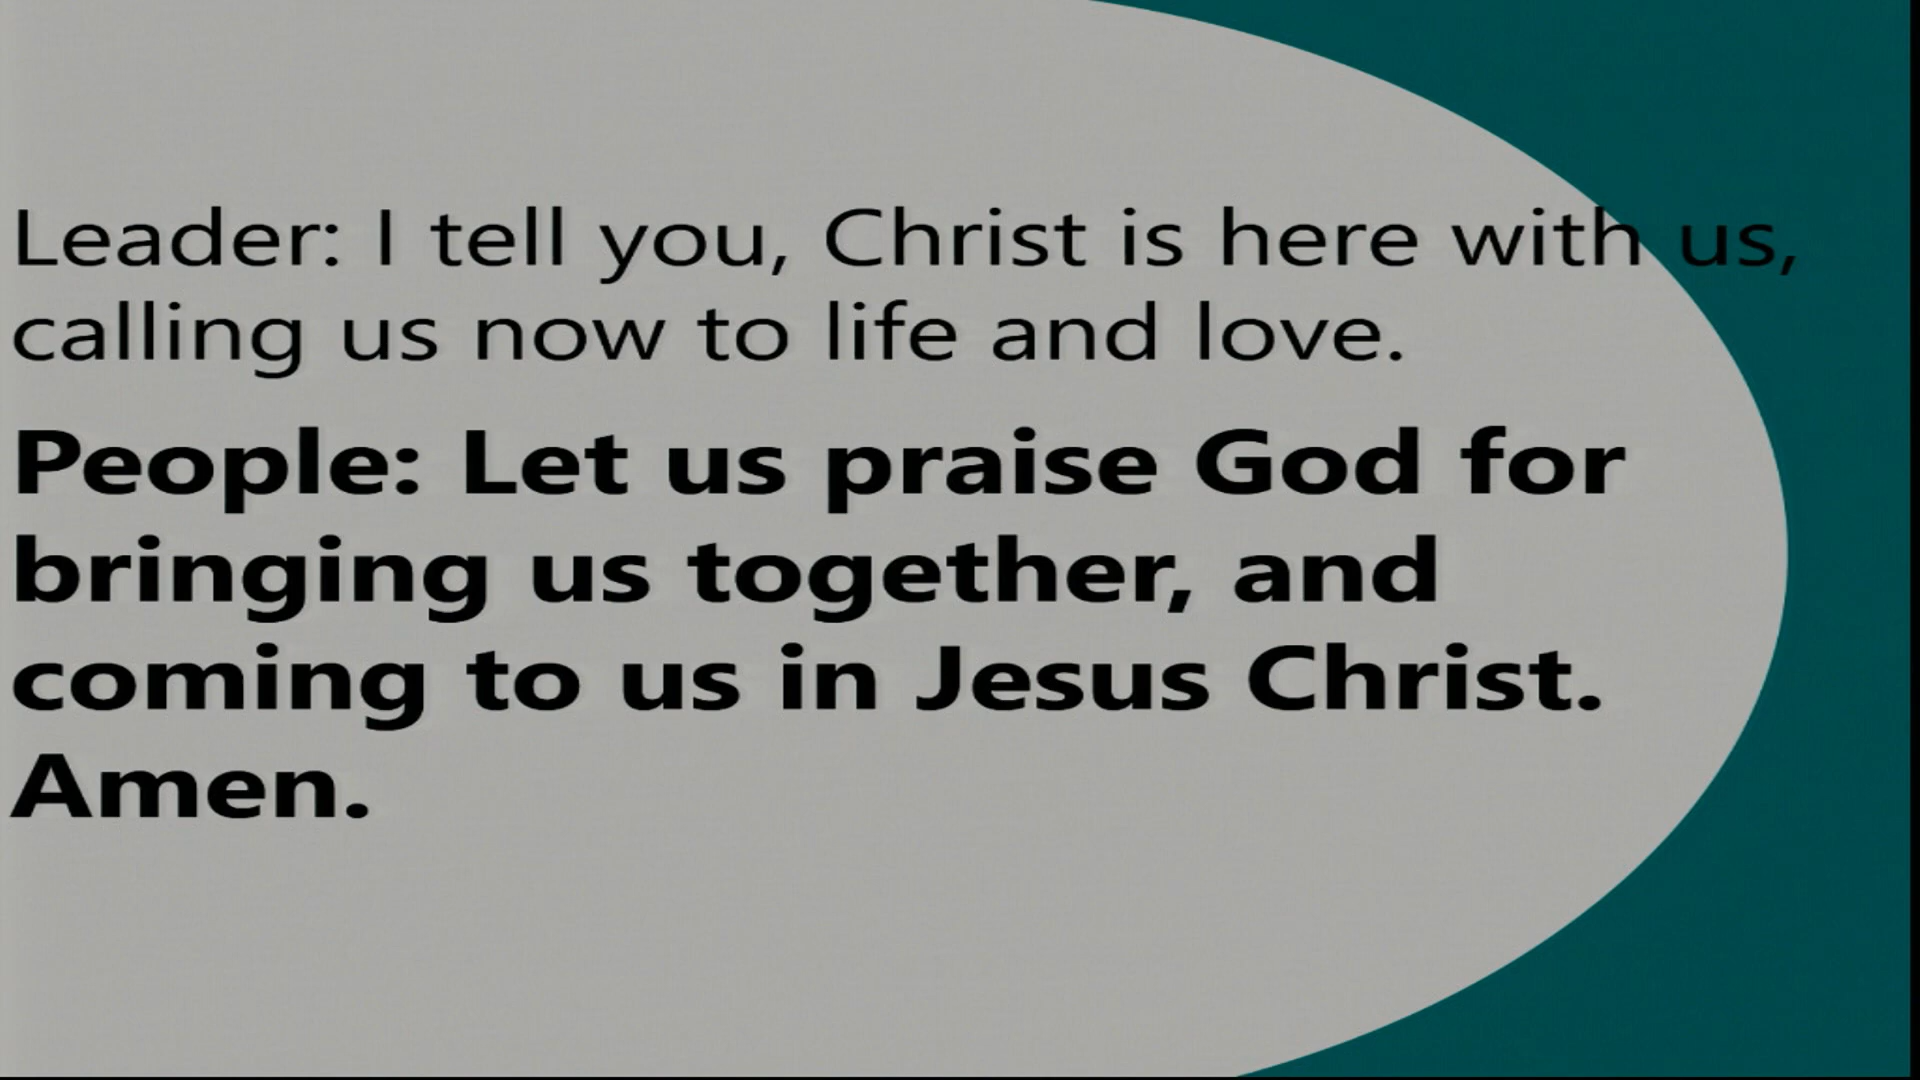 Leader: I tell you, Christ is here with us,
calling us now to life and love.
People: Let us praise God for
bringing us together, and
coming to us in Jesus Christ.
Amen.